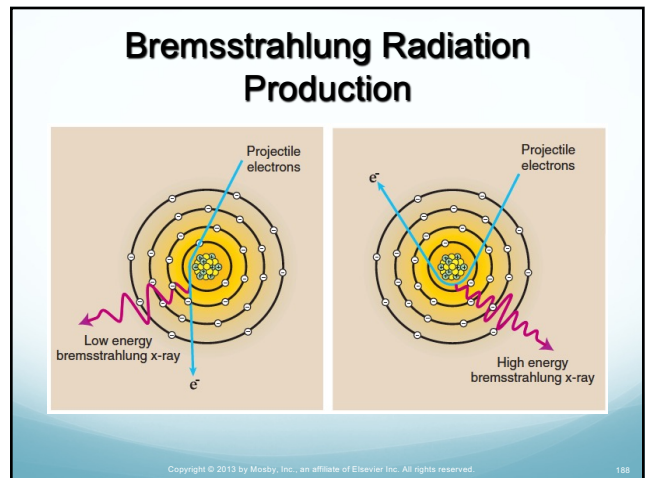 Bremsstrahlung Radiation
Production
Projectile
electrons
Low energy
bremsstrahlung x-ray
e-
Projectile
electrons
e-
High energy
bremsstrahlung x-ray
Copyright © 2013 by Mosby, Inc., an affiliate of Elsevier Inc. All rights reserved.
188